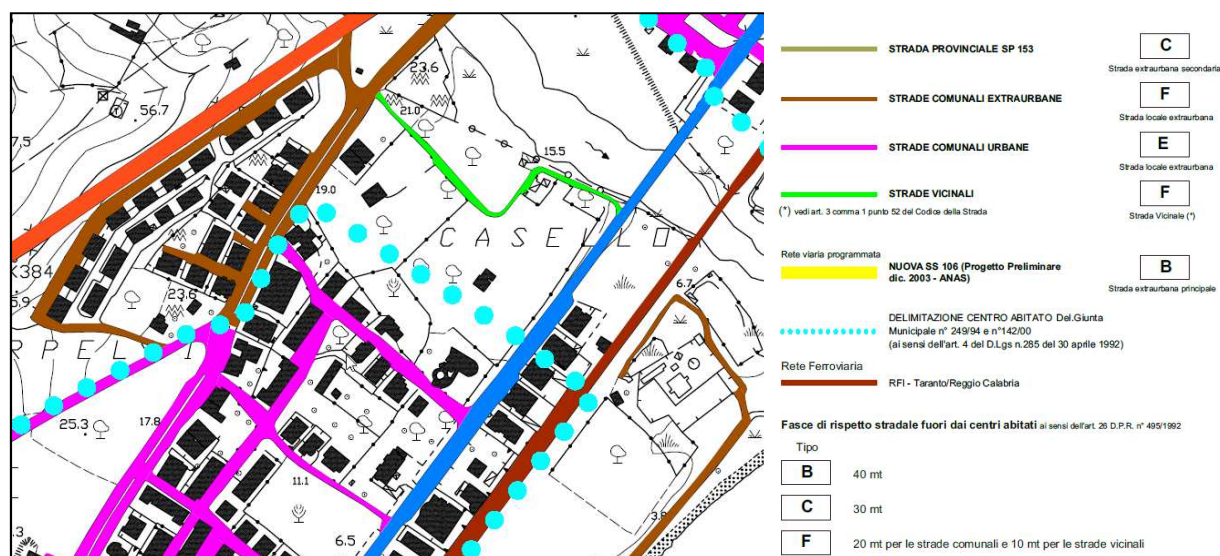 23.6
21.0
56.7
7,5
15.5
19.0
CASELLO
K384
5.9
23.6
6.7
RPEL I
25.3
17.8
11.1
3.8
.3
6.5
STRADA PROVINCIALE SP 153
C
Strada extraurbana secondaria
STRADE COMUNALI EXTRAURBANE
F
Strada locale extraurbana
STRADE COMUNALI URBANE
E
Strada locale extraurbana
STRADE VICINALI
F
(*) vedi art. 3 comma 1 punto 52 del Codice della Strada
Strada Vicinale (*)
Rete viaria programmata
NUOVA SS 106 (Progetto Preliminare
dic. 2003 - ANAS)
B
Strada extraurbana principale
DELIMITAZIONE CENTRO ABITATO Del.Giunta
Municipale n° 249/94 e n°142/00
(ai sensi dell'art. 4 del D.Lgs n.285 del 30 aprile 1992)
Rete Ferroviaria
RFI - Taranto/Reggio Calabria
Fasce di rispetto stradale fuori dai centri abitati ai sensi dell'art. 26 D.P.R. n° 495/1992
Tipo
B 40 mt
C 30 mt
F 20 mt per le strade comunali e 10 mt per le strade vicinali